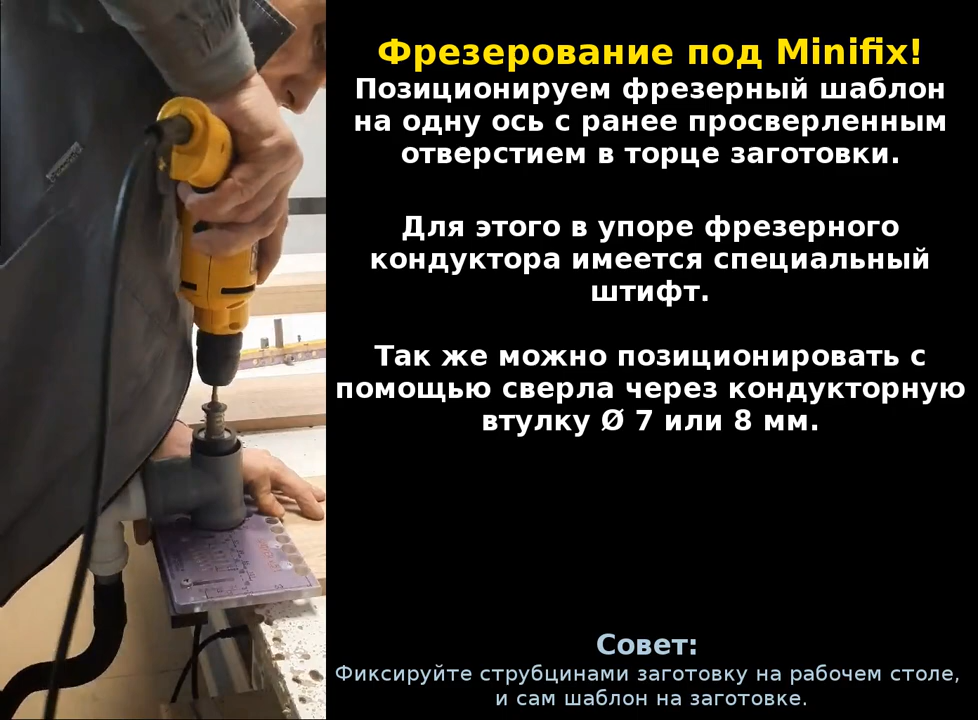 Фрезерование под Minifix!
Позиционируем фрезерный шаблон
на одну ось с ранее просверленным
отверстием в торце заготовки.
Для этого в упоре фрезерного
кондуктора имеется специальный
штифт.
Так же можно позиционировать с
помощью сверла через кондукторную
втулку Ø 7 или 8 мм.
Совет:
Фиксируйте струбцинами заготовку на рабочем столе,
и сам шаблон на заготовке.